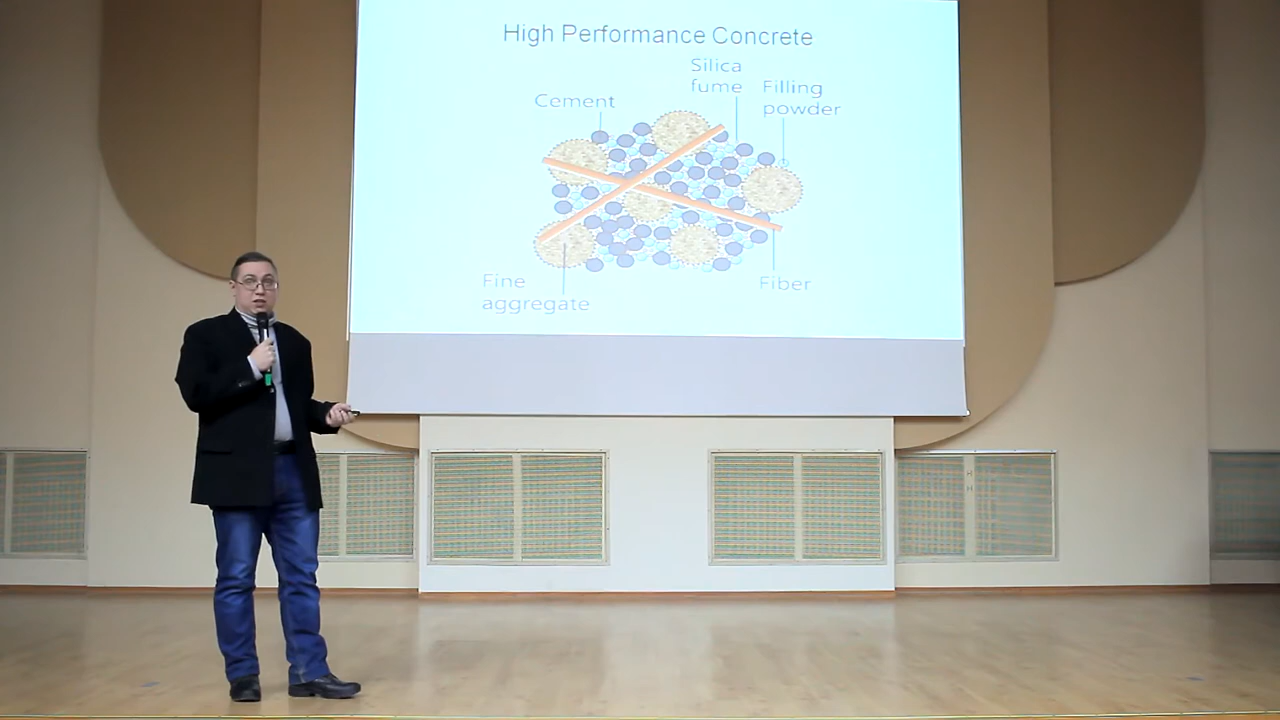 High Performance Concrete
Silica
fume
Filling
powder
Cement
Fine
aggregate
Fiber